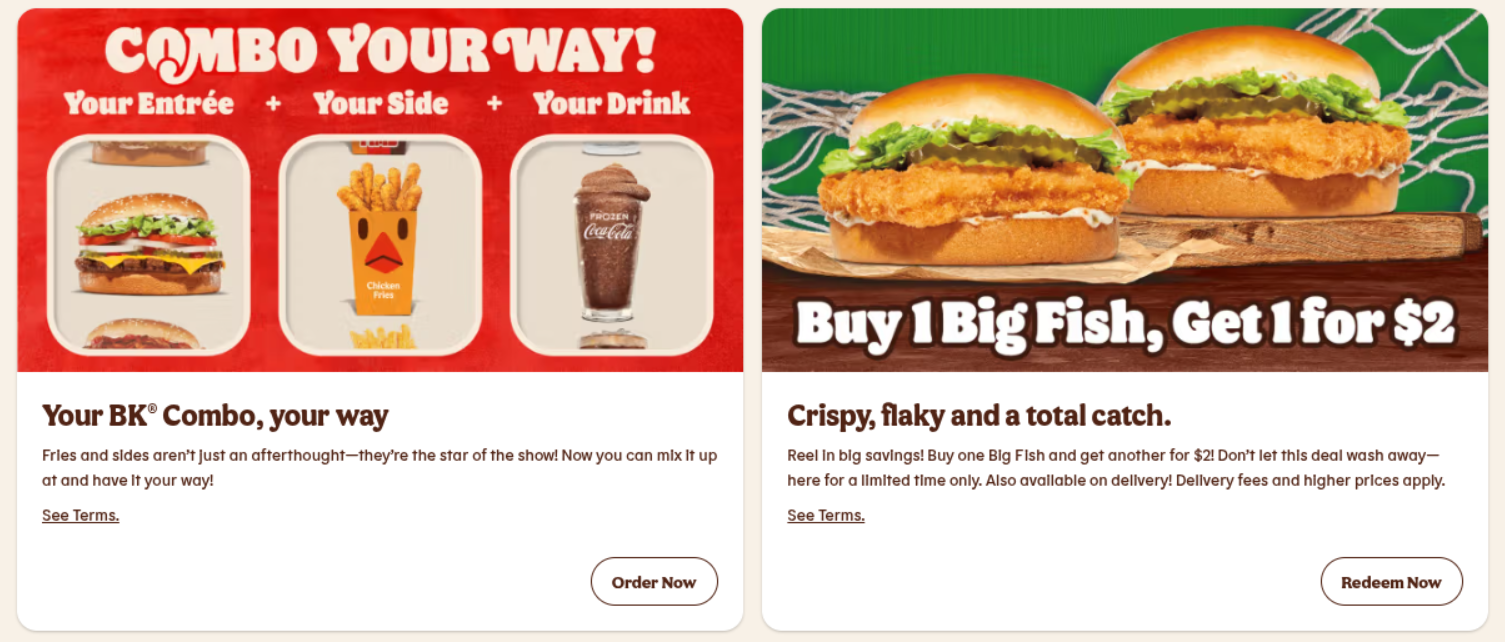 COMBO YOUR WAY!
Your Entrée + Your Side + Your Drink
FROZEN
Coca-Cola
Chicken
Fries
Your BK® Combo, your way
Fries and sides aren't just an afterthought—they're the star of the show! Now you can mix it up
at and have it your way!
See Terms.
Order Now
Buy 1 Big Fish, Get 1 for $2
Crispy, flaky and a total catch.
Reel in big savings! Buy one Big Fish and get another for $2! Don't let this deal wash away—
here for a limited time only. Also available on delivery! Delivery fees and higher prices apply.
See Terms.
Redeem Now